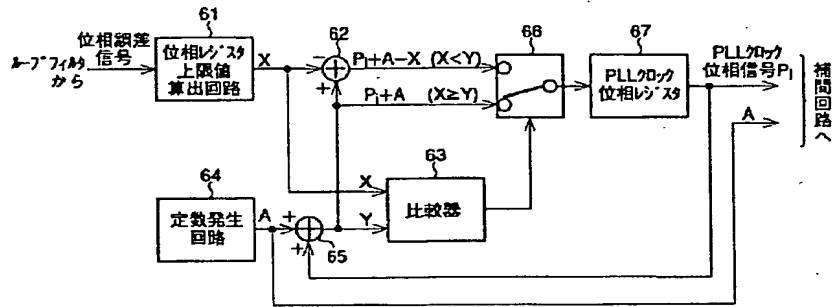 61
位相誤差
信号
ループフィルタ
から
位相レジスタ
上限値
算出回路
X
62
−
+
Pi+A−X (X<Y)
Pi+A (X≥Y)
66
67
PLLクロック
位相レジスタ
PLLクロック
位相信号Pi
A
補間回路へ
64
定数発生
回路
A
+
+
65
X
Y
63
比較器